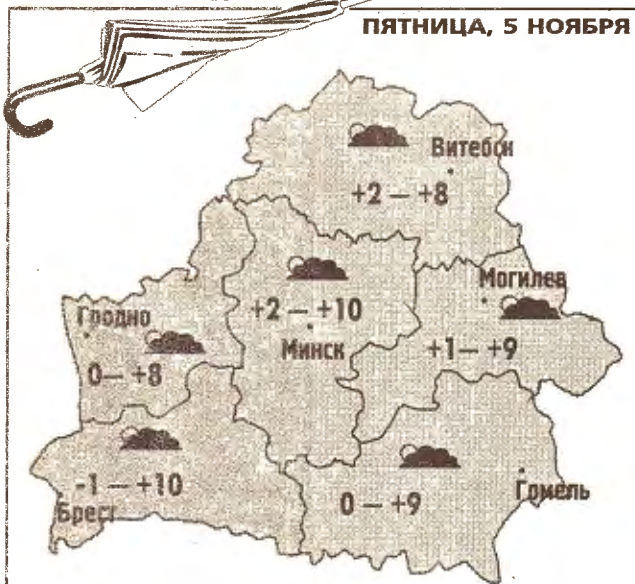 ПЯТНИЦА, 5 НОЯБРЯ
Витебск
+2 — +8
Могилев
+1— +9
+2 — +10
Минск
Гродно
0— +8
-1 — +10
Брест
0 — +9
Гомель